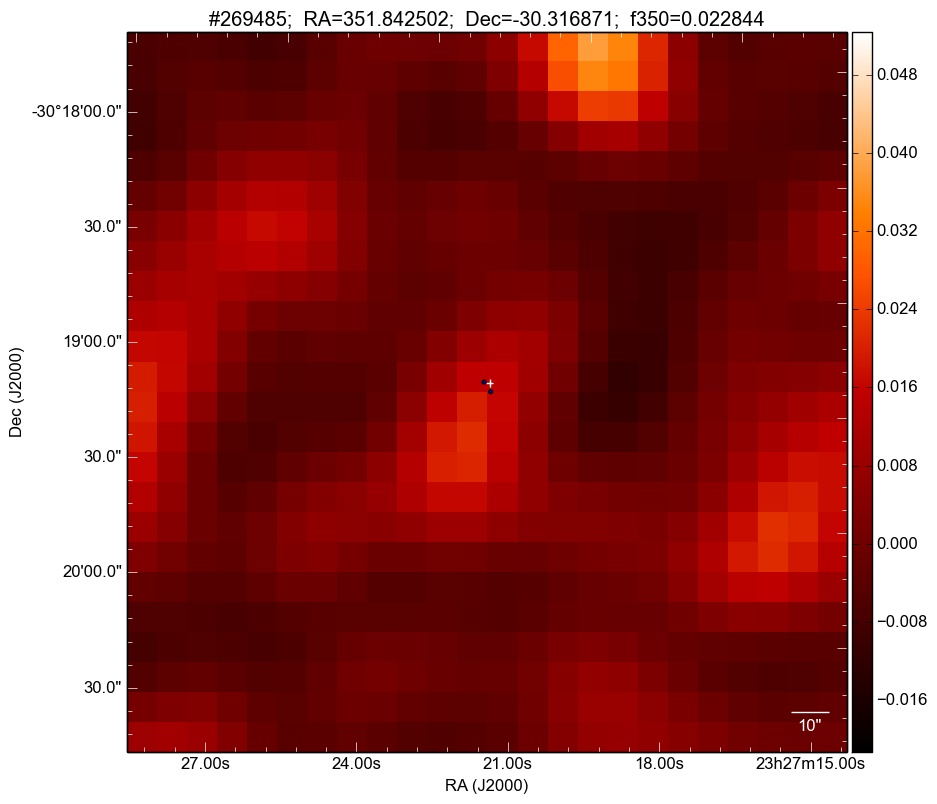 #269485;  RA=351.842502;  Dec=-30.316871;  f350=0.022844
-30°18'00.0"
30.0"
19'00.0"
30.0"
20'00.0"
30.0"
Dec (J2000)
27.00s
24.00s
21.00s
18.00s
23h27m15.00s
RA (J2000)
10"
0.048
0.040
0.032
0.024
0.016
0.008
0.000
−0.008
−0.016